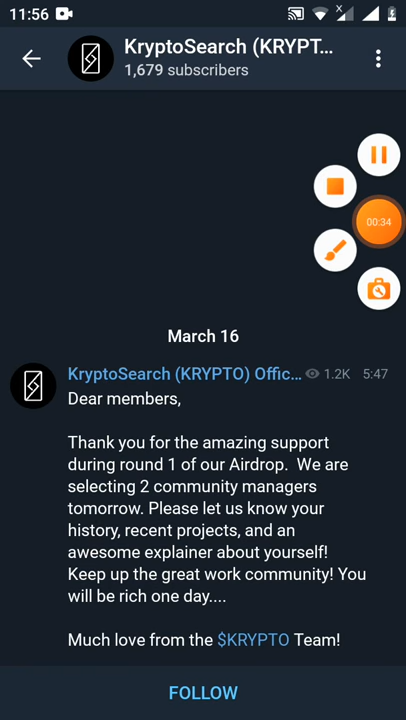 11:56
KryptoSearch (KRYPT...
1,679 subscribers
00:34
March 16
KryptoSearch (KRYPTO) Offic... 1.2K 5:47
Dear members,
Thank you for the amazing support
during round 1 of our Airdrop.  We are
selecting 2 community managers
tomorrow. Please let us know your
history, recent projects, and an
awesome explainer about yourself!
Keep up the great work community! You
will be rich one day....
Much love from the $KRYPTO Team!
FOLLOW